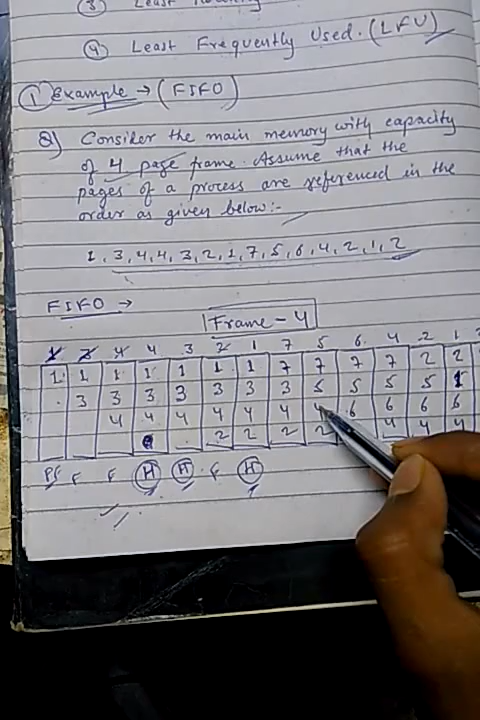 (4) Least Frequently Used. (LFU)
(1) Example → (FIFO)
Q) Consider the main memory with capacity
of 4 page frame. Assume that the
pages of a process are referenced in the
order as given below:-
1, 3, 4, 4, 3, 2, 1, 7, 5, 6, 4, 2, 1, 2
FIFO →
Frame - 4
1 3 4 4 3 2 1 7 5 6 4 2 1
1 1 1 1 1 1 1 7 7 7 7 2 2
3 3 3 3 3 3 3 5 5 5 5 1
4 4 4 4 4 4 4 6 6 6 6
2 2 2 2 4 4 4
PF F F H H F H